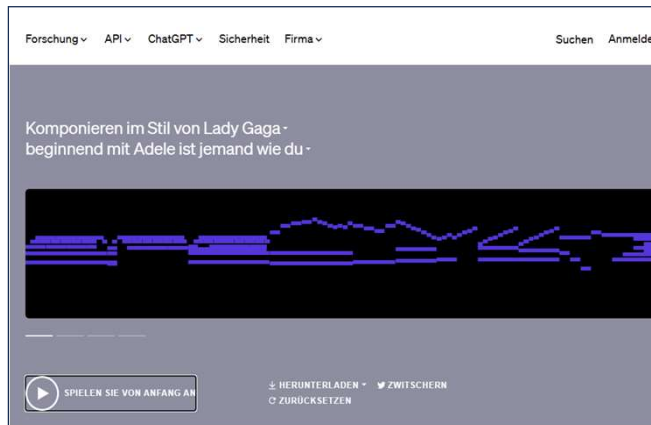 Forschung API ChatGPT Sicherheit Firma Suchen Anmelde
Komponieren im Stil von Lady Gaga
beginnend mit Adele ist jemand wie du
SPIELEN SIE VON ANFANG AN
HERUNTERLADEN ZWITSCHERN
ZURÜCKSETZEN